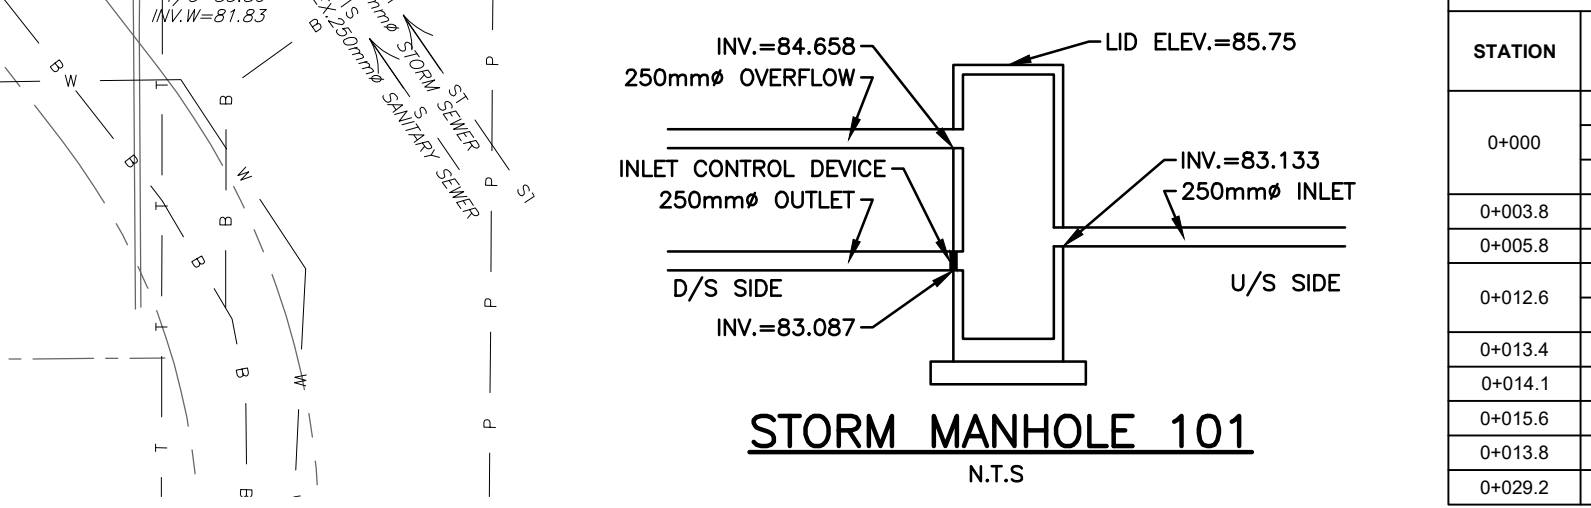 INV.W=81.83
EX.250mmø SANITARY SEWER
mmø STORM SEWER
S
ST
S
B
W
B
B
B
B
B
B
B
W
W
T
T
T
T
P
P
P
P
INV.=84.658
250mmø OVERFLOW
LID ELEV.=85.75
INLET CONTROL DEVICE
250mmø OUTLET
INV.=83.133
250mmø INLET
D/S SIDE
U/S SIDE
INV.=83.087
STORM MANHOLE 101
N.T.S
STATION
0+000
0+003.8
0+005.8
0+012.6
0+013.4
0+014.1
0+015.6
0+013.8
0+029.2